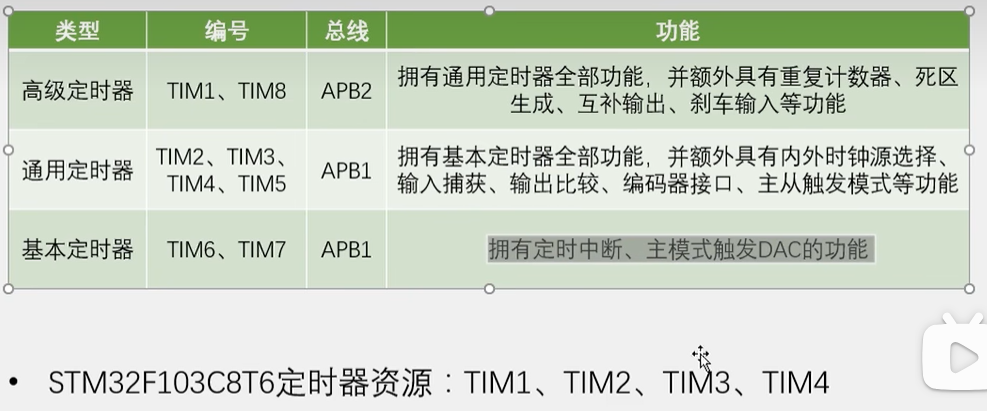 类型 编号 总线 功能
高级定时器 TIM1、TIM8 APB2 拥有通用定时器全部功能，并额外具有重复计数器、死区
生成、互补输出、刹车输入等功能
通用定时器 TIM2、TIM3、
TIM4、TIM5 APB1 拥有基本定时器全部功能，并额外具有内外时钟源选择、
输入捕获、输出比较、编码器接口、主从触发模式等功能
基本定时器 TIM6、TIM7 APB1 拥有定时中断、主模式触发DAC的功能
• STM32F103C8T6定时器资源：TIM1、TIM2、TIM3、TIM4